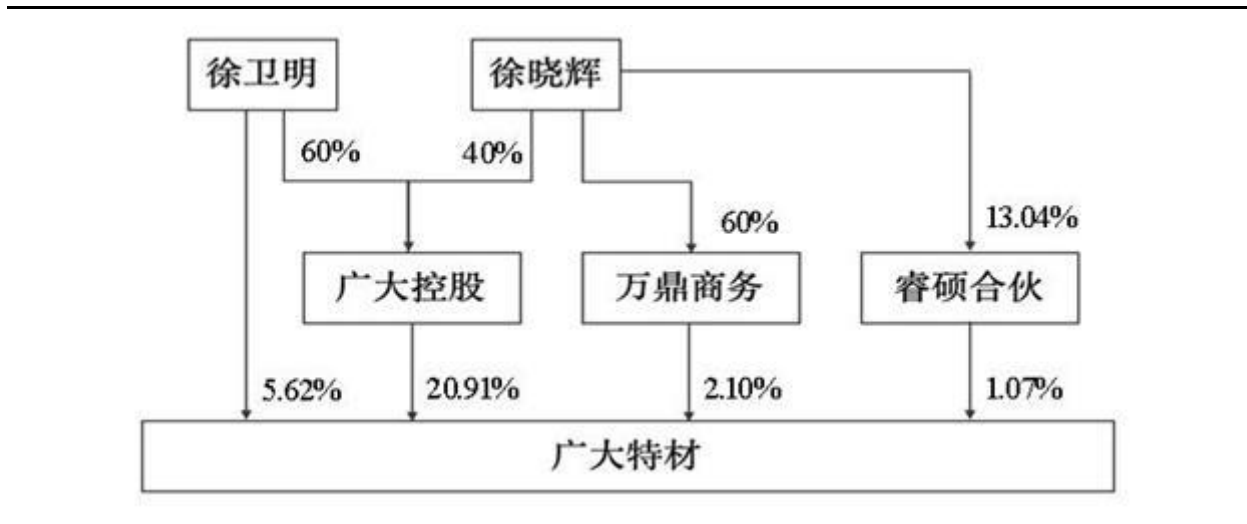 徐卫明
徐晓辉
60%
40%
60%
13.04%
广大控股
万鼎商务
睿硕合伙
5.62%
20.91%
2.10%
1.07%
广大特材